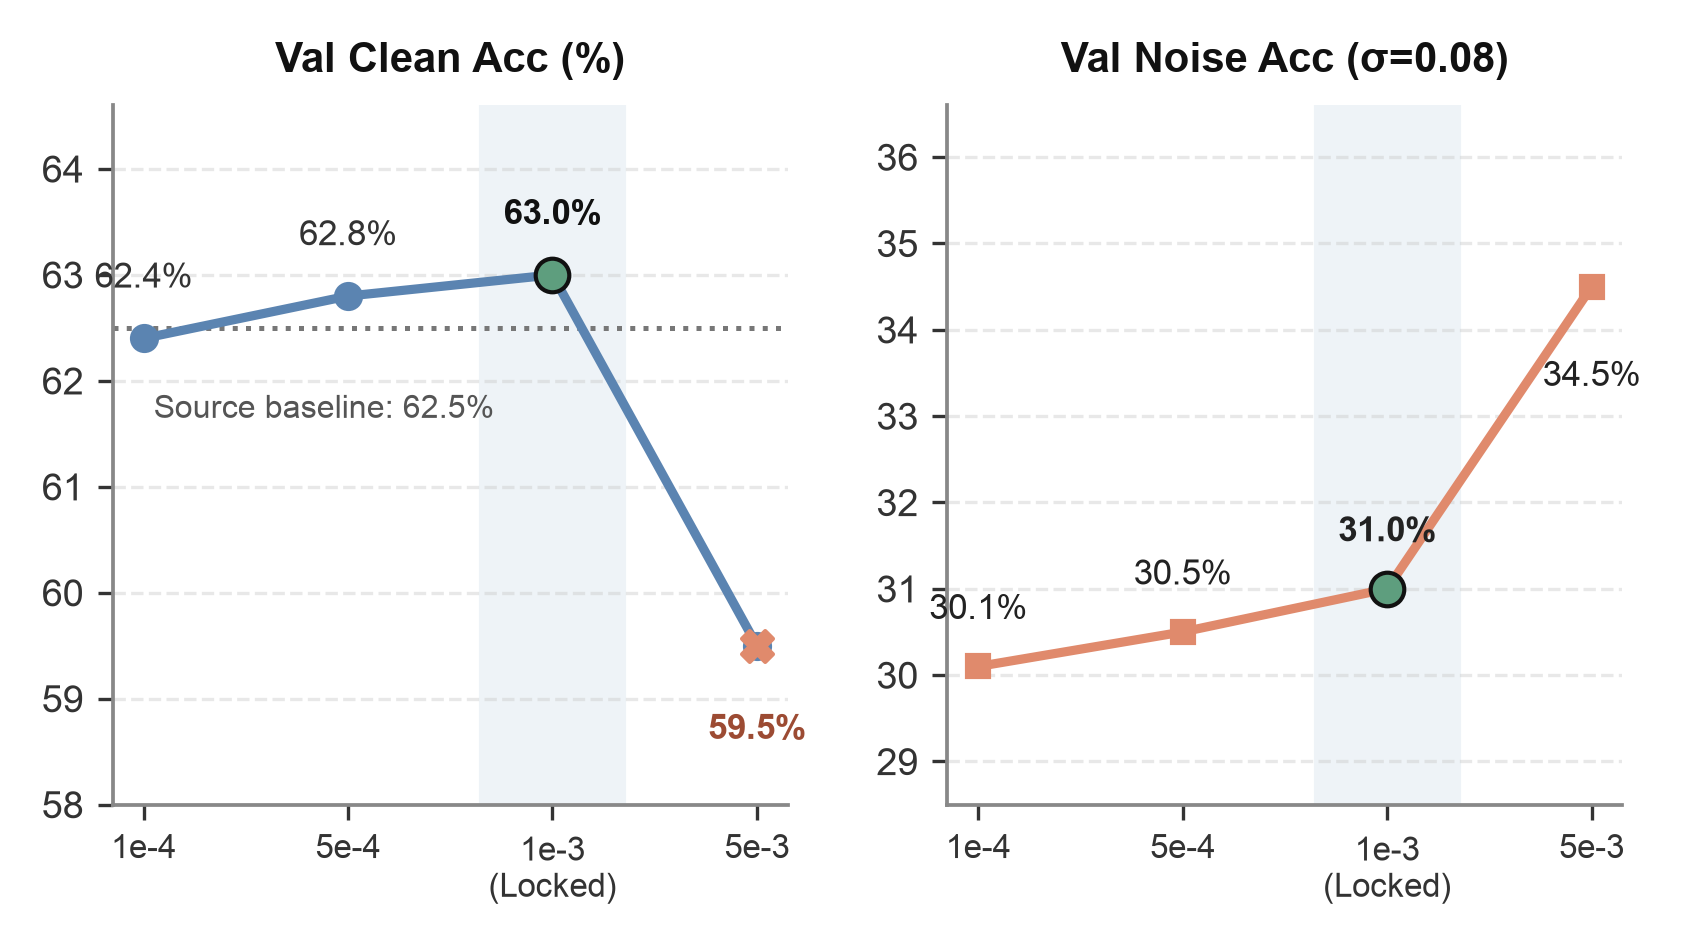 Val Clean Acc (%)
64
63
62
61
60
59
58
62.4%
62.8%
63.0%
59.5%
Source baseline: 62.5%
1e-4
5e-4
1e-3
(Locked)
5e-3
Val Noise Acc (σ=0.08)
36
35
34
33
32
31
30
29
30.1%
30.5%
31.0%
34.5%
1e-4
5e-4
1e-3
(Locked)
5e-3